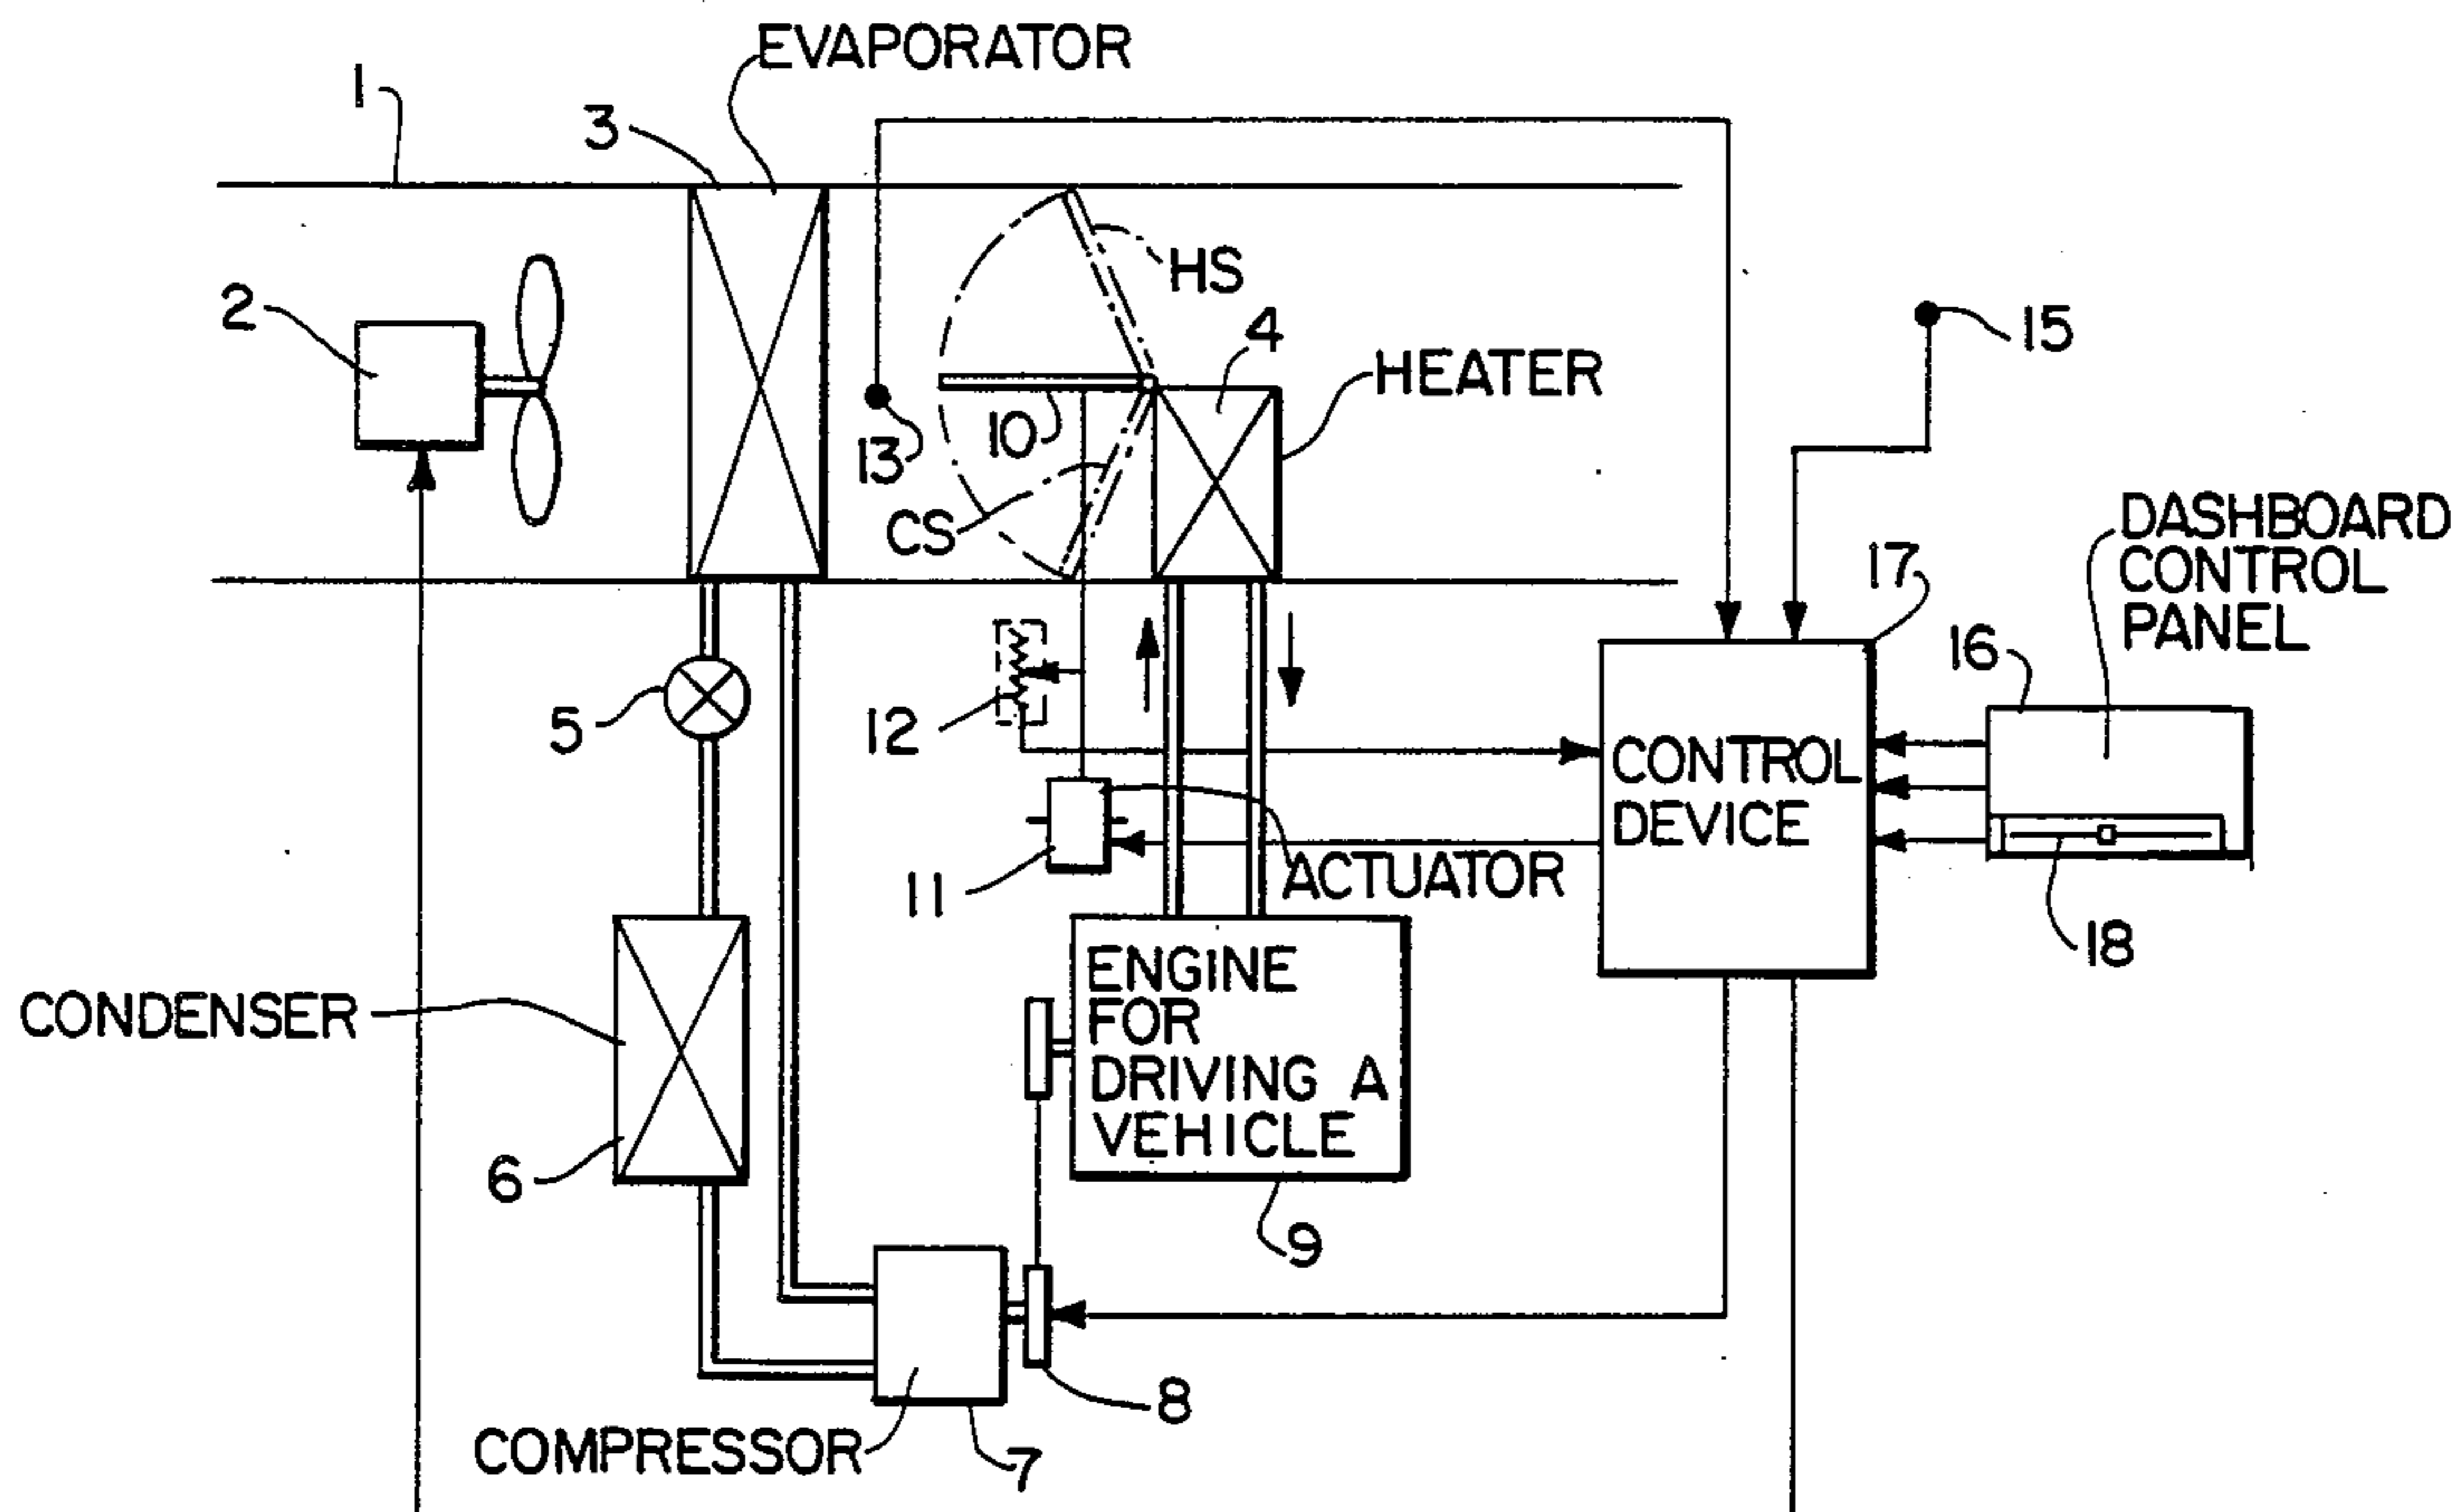 EVAPORATOR
1
3
HS
2
4
15
HEATER
10
13
CS
DASHBOARD
CONTROL
PANEL
17
16
5
12
CONTROL
DEVICE
11
ACTUATOR
18
ENGINE
FOR
DRIVING A
VEHICLE
CONDENSER
6
9
8
COMPRESSOR
7